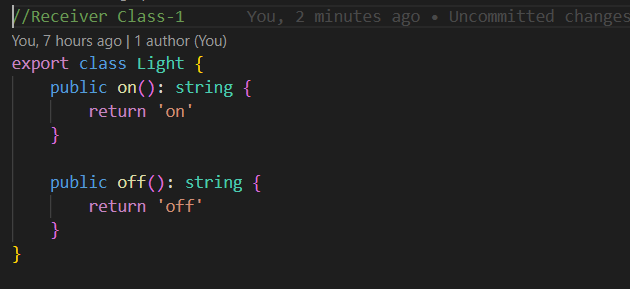 //Receiver Class-1 You, 2 minutes ago • Uncommitted changes
You, 7 hours ago | 1 author (You)
export class Light {
public on(): string {
return 'on'
}
public off(): string {
return 'off'
}
}